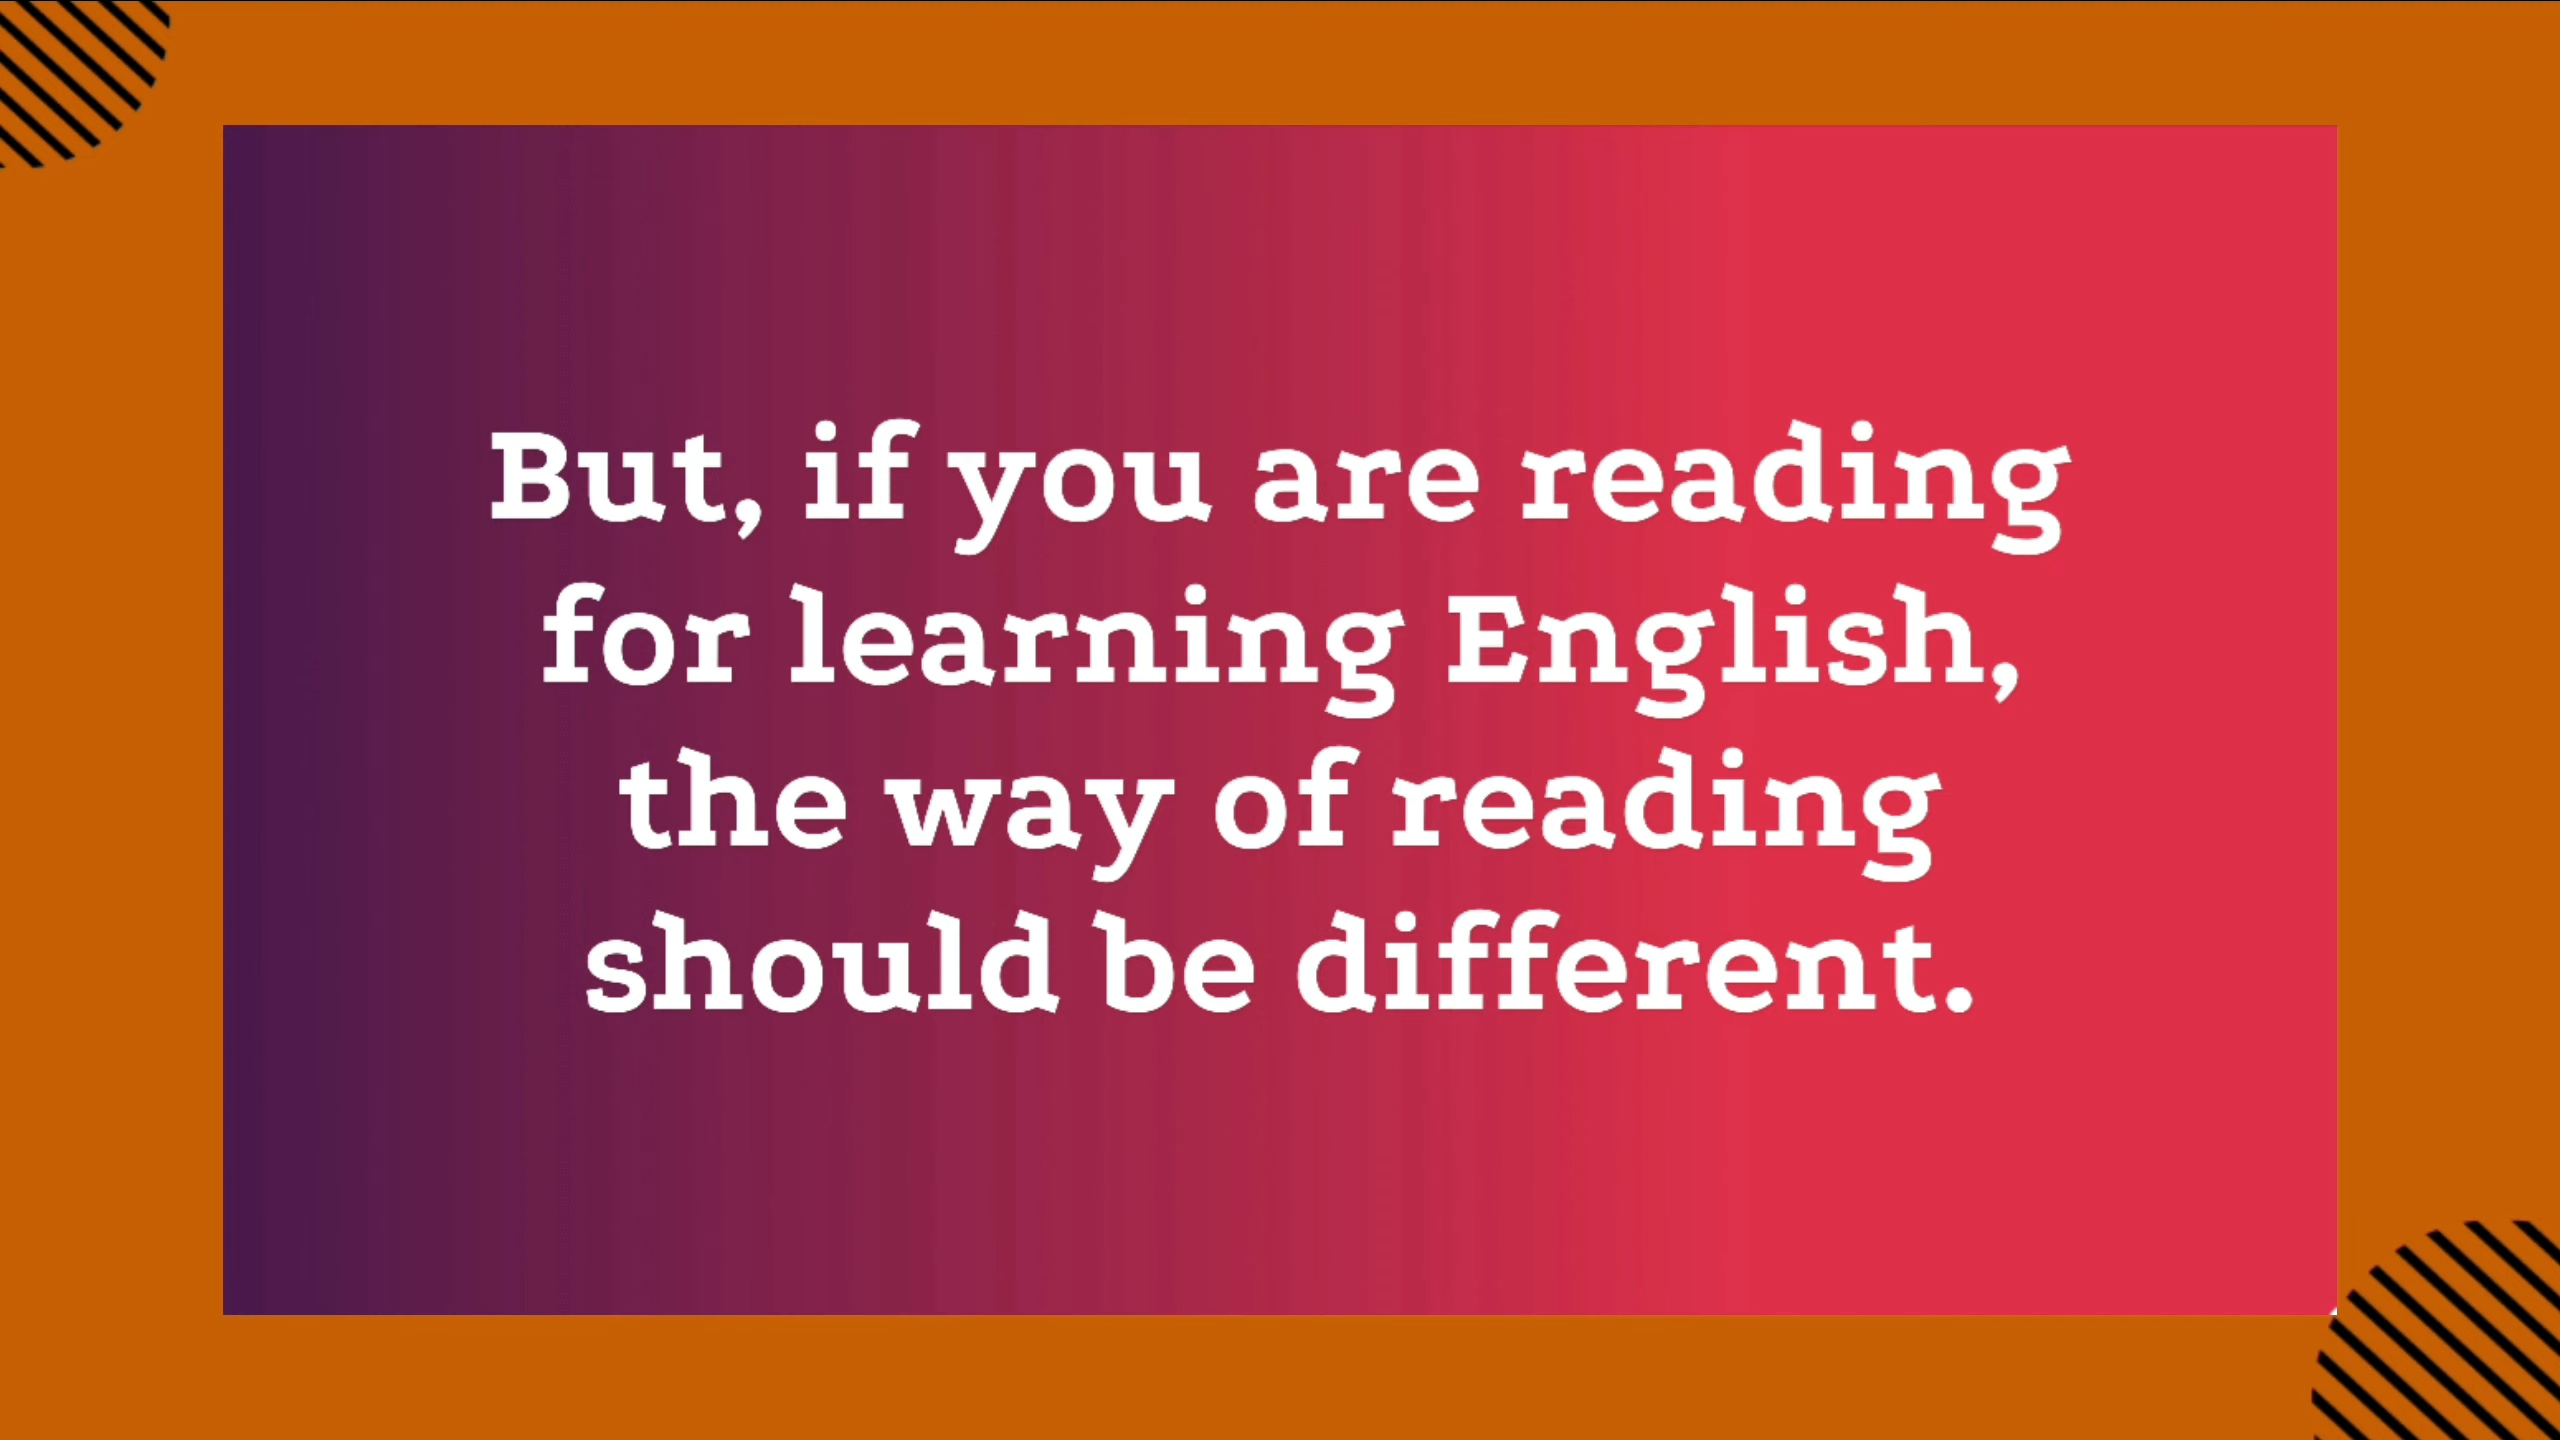 But, if you are reading
for learning English,
the way of reading
should be different.